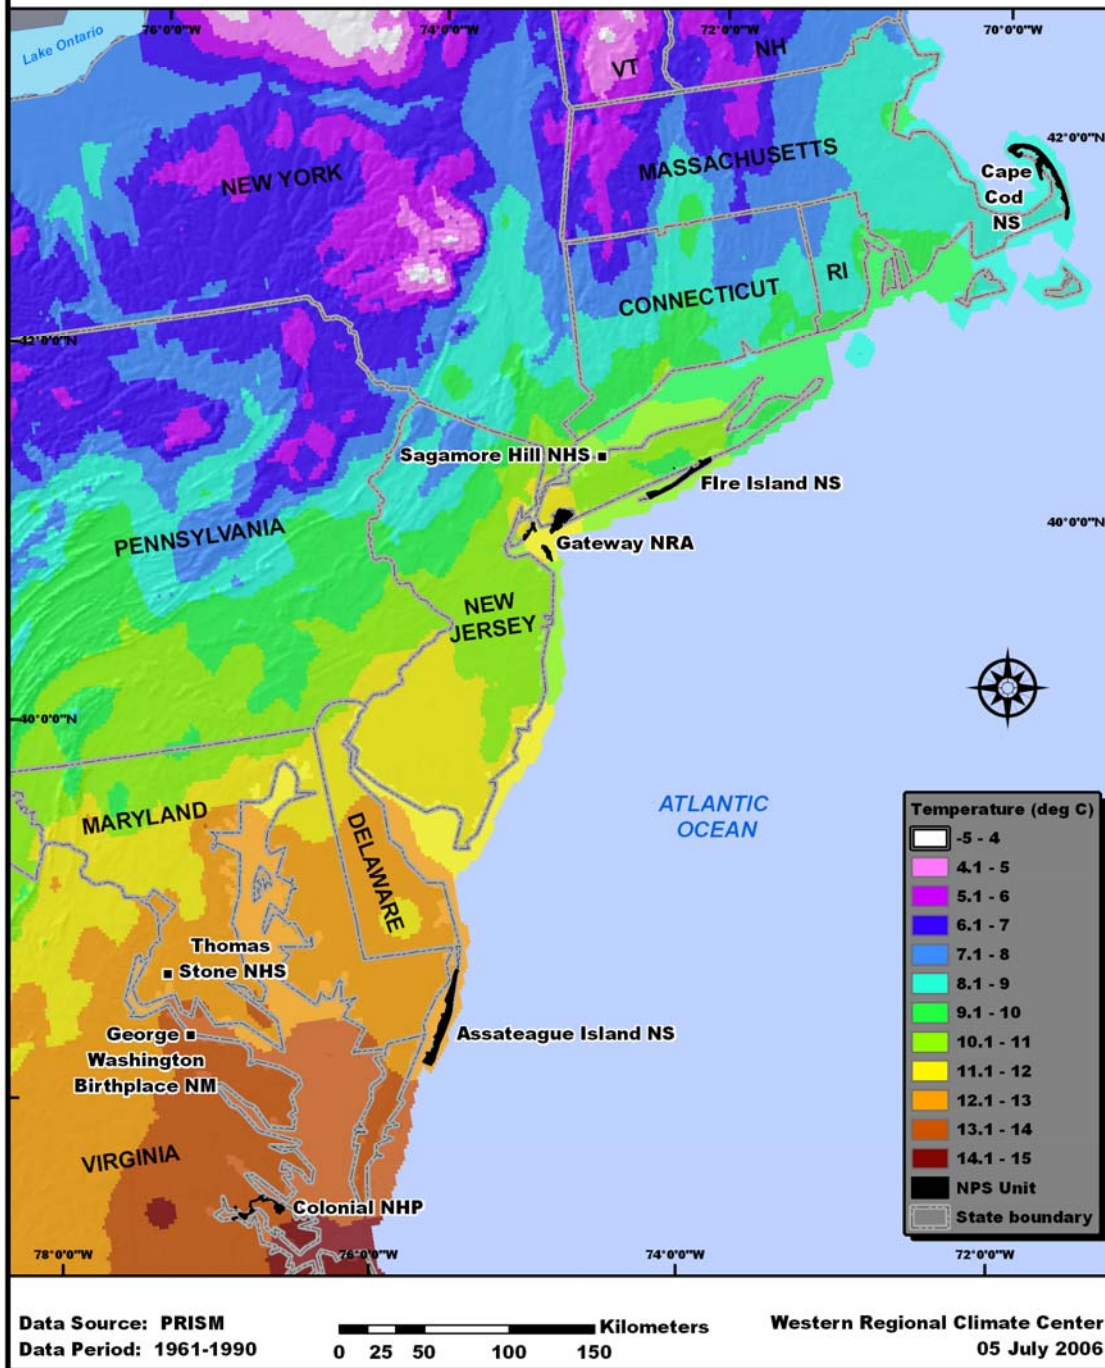 76°0'0"W
74°0'0"W
72°0'0"W
70°0'0"W
Lake Ontario
VT
NH
42°0'0"N
NEW YORK
MASSACHUSETTS
Cape
Cod
NS
RI
CONNECTICUT
42°0'0"N
Sagamore Hill NHS
FIre Island NS
PENNSYLVANIA
40°0'0"N
Gateway NRA
NEW
JERSEY
40°0'0"N
MARYLAND
DELAWARE
ATLANTIC
OCEAN
Thomas
Stone NHS
George
Washington
Birthplace NM
Assateague Island NS
VIRGINIA
Colonial NHP
Temperature (deg C)
-5 - 4
4.1 - 5
5.1 - 6
6.1 - 7
7.1 - 8
8.1 - 9
9.1 - 10
10.1 - 11
11.1 - 12
12.1 - 13
13.1 - 14
14.1 - 15
NPS Unit
State boundary
78°0'0"W
76°0'0"W
74°0'0"W
72°0'0"W
Data Source: PRISM
Data Period: 1961-1990
Kilometers
0 25 50 100 150
Western Regional Climate Center
05 July 2006